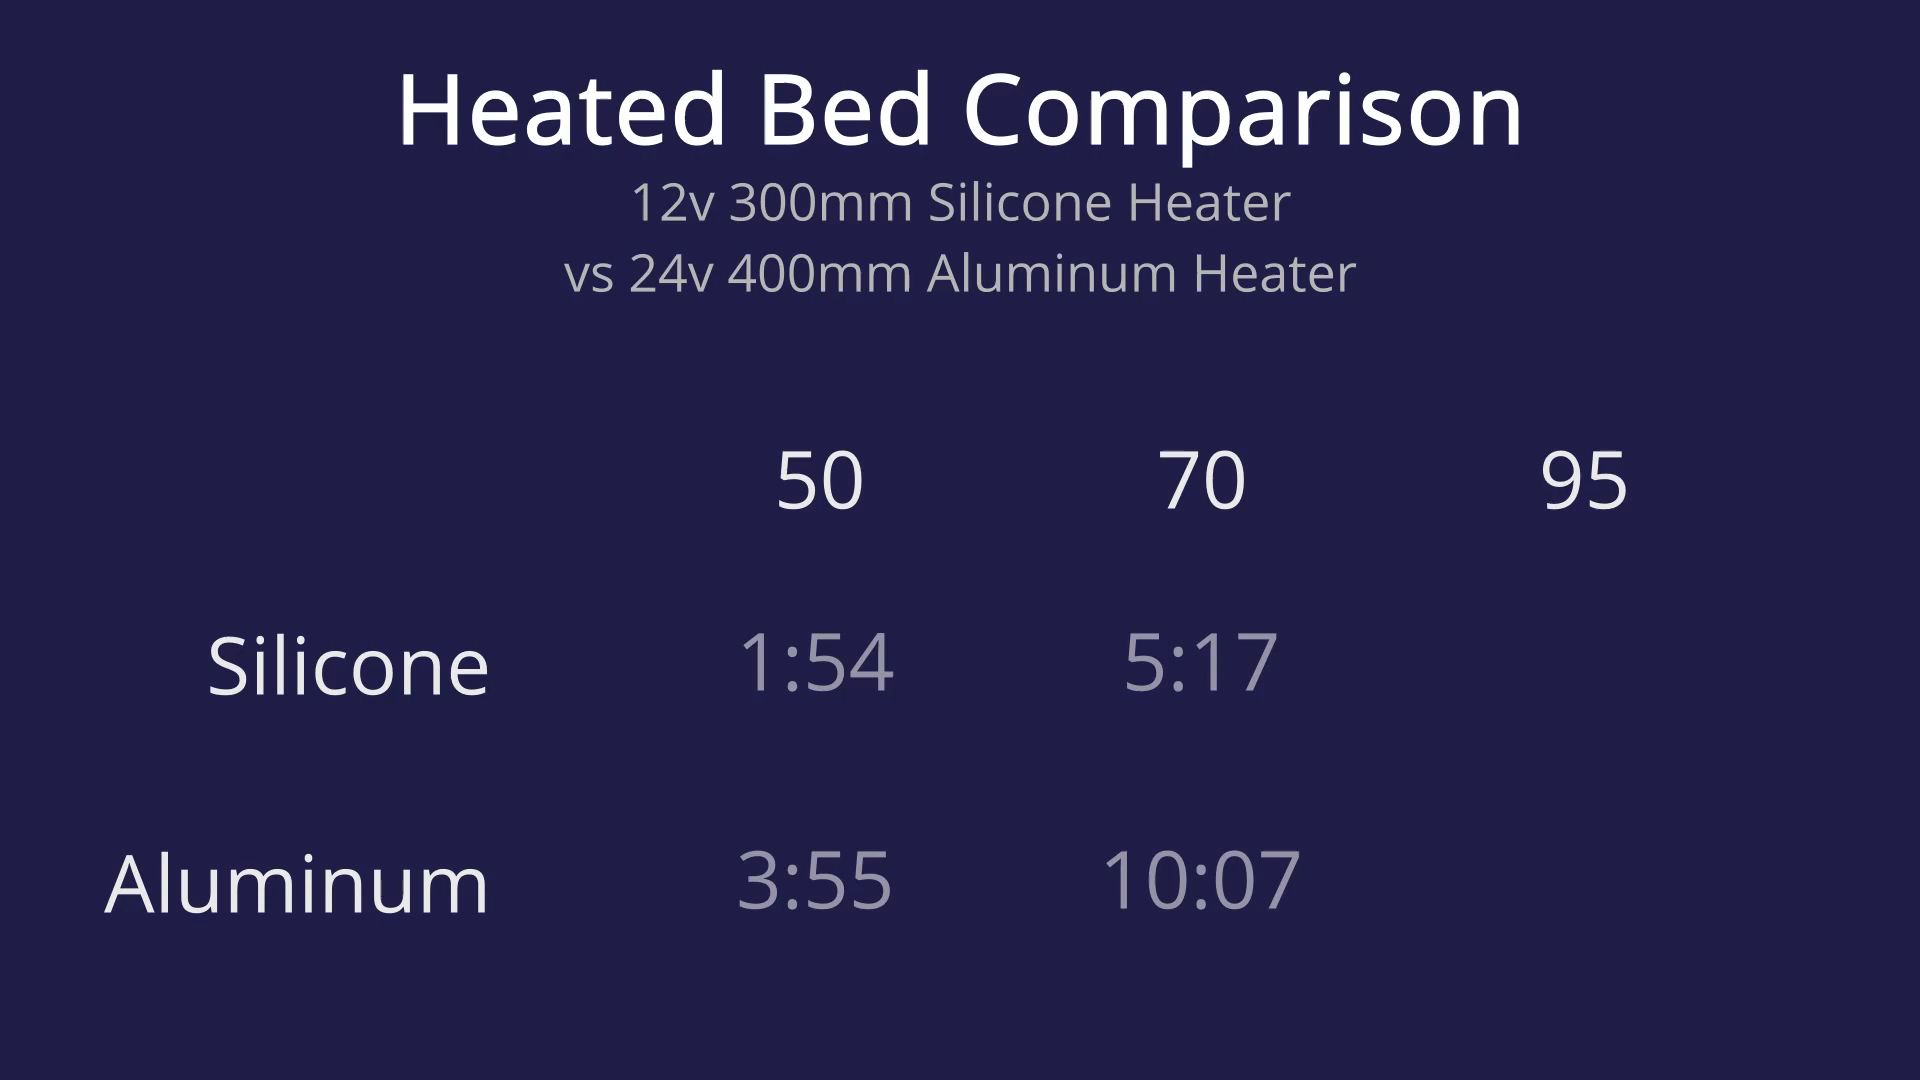 Heated Bed Comparison
12v 300mm Silicone Heater
vs 24v 400mm Aluminum Heater
50 70 95
Silicone 1:54 5:17
Aluminum 3:55 10:07